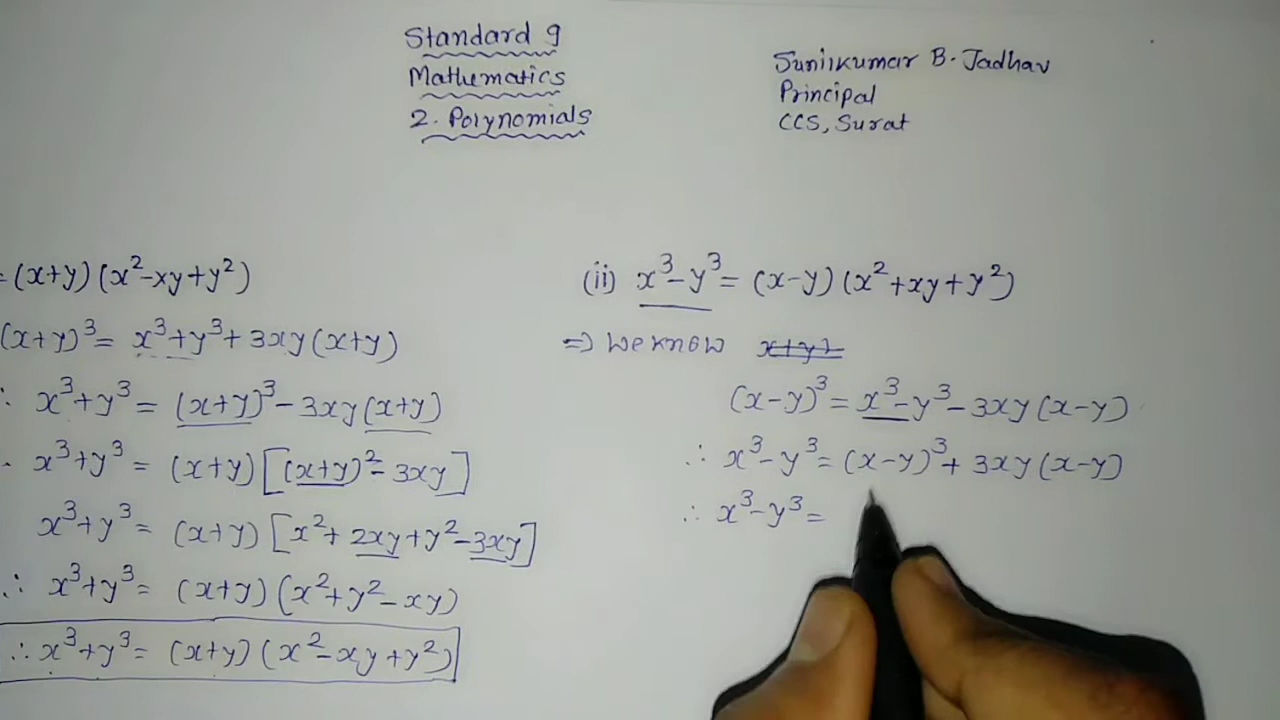 Standard 9
Mathematics
2. Polynomials
Sunilkumar B. Jadhav
Principal
CCS, Surat
= (x+y) (x²-xy+y²)
(x+y)³ = x³+y³+3xy(x+y)
∴ x³+y³ = (x+y)³-3xy(x+y)
∴ x³+y³ = (x+y) [(x+y)²-3xy]
x³+y³ = (x+y) [x²+2xy+y²-3xy]
∴ x³+y³ = (x+y) (x²+y²-xy)
∴ x³+y³ = (x+y) (x²-xy+y²)
(ii) x³-y³ = (x-y) (x²+xy+y²)
⇒ We know
(x-y)³ = x³-y³-3xy(x-y)
∴ x³-y³ = (x-y)³+3xy(x-y)
∴ x³-y³ =